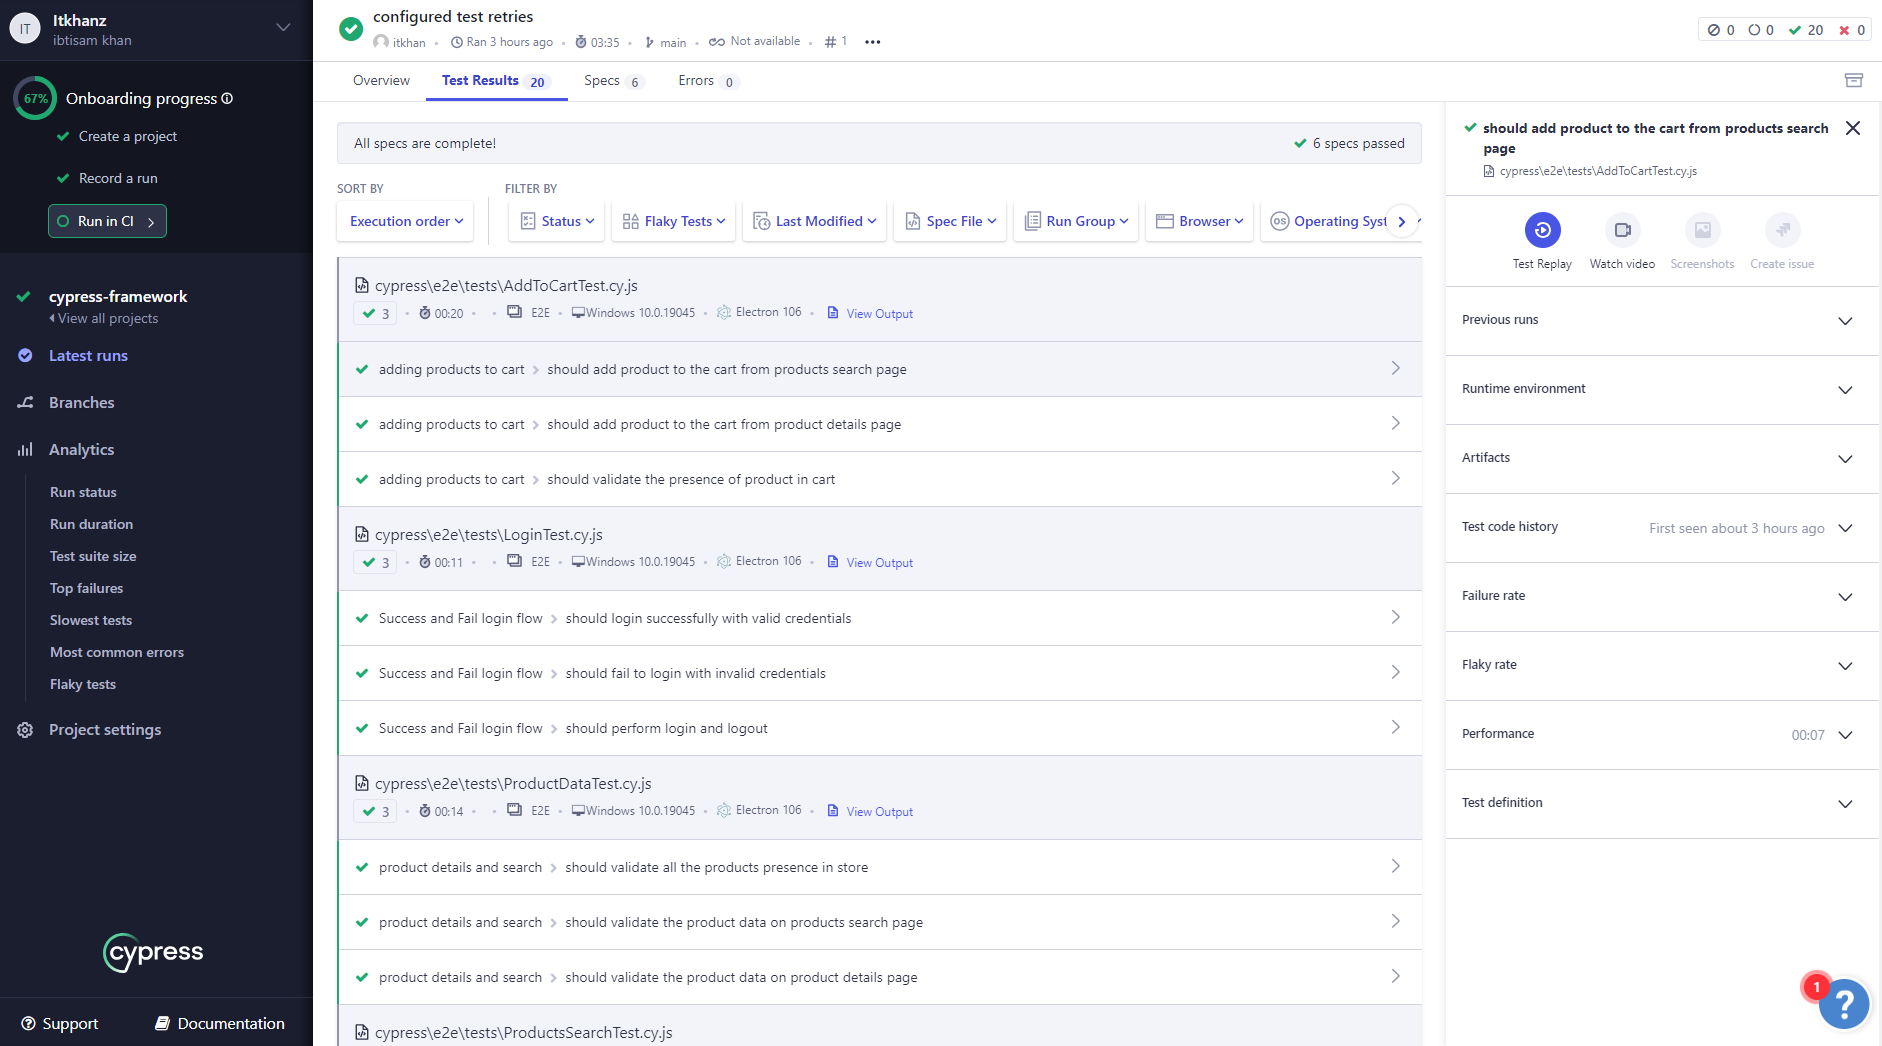 IT
Itkhanz
ibtisam khan
67%
Onboarding progress
Create a project
Record a run
Run in CI
cypress-framework
View all projects
Latest runs
Branches
Analytics
Run status
Run duration
Test suite size
Top failures
Slowest tests
Most common errors
Flaky tests
Project settings
cypress
Support
Documentation
configured test retries
itkhan
Ran 3 hours ago
03:35
main
Not available
# 1
0 0 20 0
Overview
Test Results 20
Specs 6
Errors 0
All specs are complete!
6 specs passed
SORT BY
FILTER BY
Execution order
Status
Flaky Tests
Last Modified
Spec File
Run Group
Browser
OS Operating Syst
cypress\e2e\tests\AddToCartTest.cy.js
3 00:20 E2E Windows 10.0.19045 Electron 106 View Output
adding products to cart should add product to the cart from products search page
adding products to cart should add product to the cart from product details page
adding products to cart should validate the presence of product in cart
cypress\e2e\tests\LoginTest.cy.js
3 00:11 E2E Windows 10.0.19045 Electron 106 View Output
Success and Fail login flow should login successfully with valid credentials
Success and Fail login flow should fail to login with invalid credentials
Success and Fail login flow should perform login and logout
cypress\e2e\tests\ProductDataTest.cy.js
3 00:14 E2E Windows 10.0.19045 Electron 106 View Output
product details and search should validate all the products presence in store
product details and search should validate the product data on products search page
product details and search should validate the product data on product details page
cypress\e2e\tests\ProductsSearchTest.cy.js
should add product to the cart from products search
page
cypress\e2e\tests\AddToCartTest.cy.js
Test Replay
Watch video
Screenshots
Create issue
Previous runs
Runtime environment
Artifacts
Test code history First seen about 3 hours ago
Failure rate
Flaky rate
Performance 00:07
Test definition
1
?